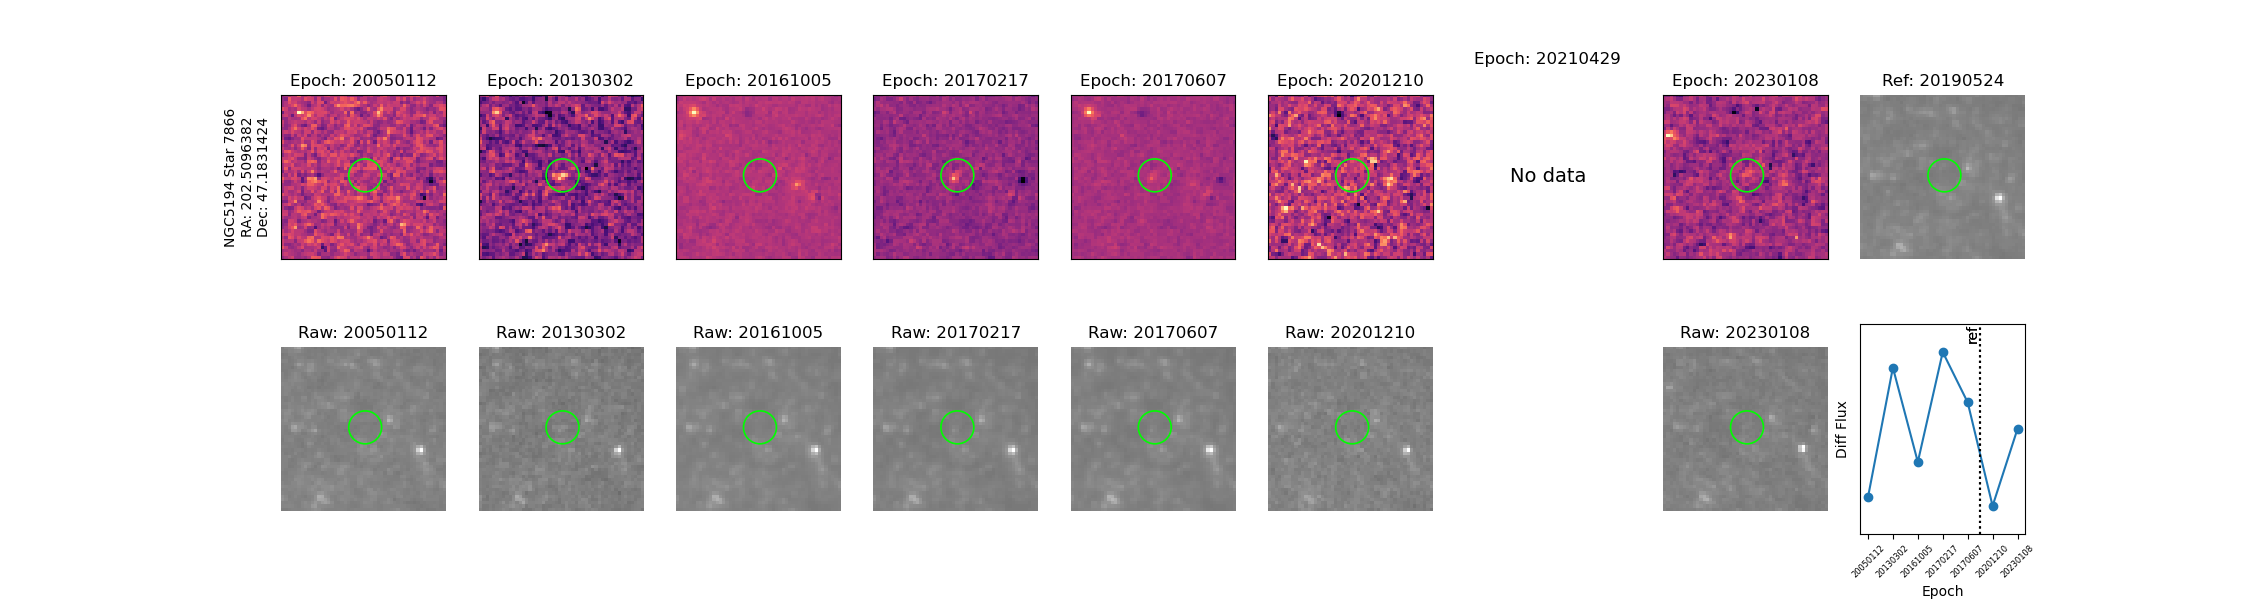 Epoch: 20210429
Epoch: 20050112
Epoch: 20130302
Epoch: 20161005
Epoch: 20170217
Epoch: 20170607
Epoch: 20201210
Epoch: 20230108
Ref: 20190524
NGC5194 Star 7866
RA: 202.5096382
Dec: 47.1831424
No data
Raw: 20050112
Raw: 20130302
Raw: 20161005
Raw: 20170217
Raw: 20170607
Raw: 20201210
Raw: 20230108
ref
Diff Flux
20050112
20130302
20161005
20170217
20170607
20201210
20230108
Epoch